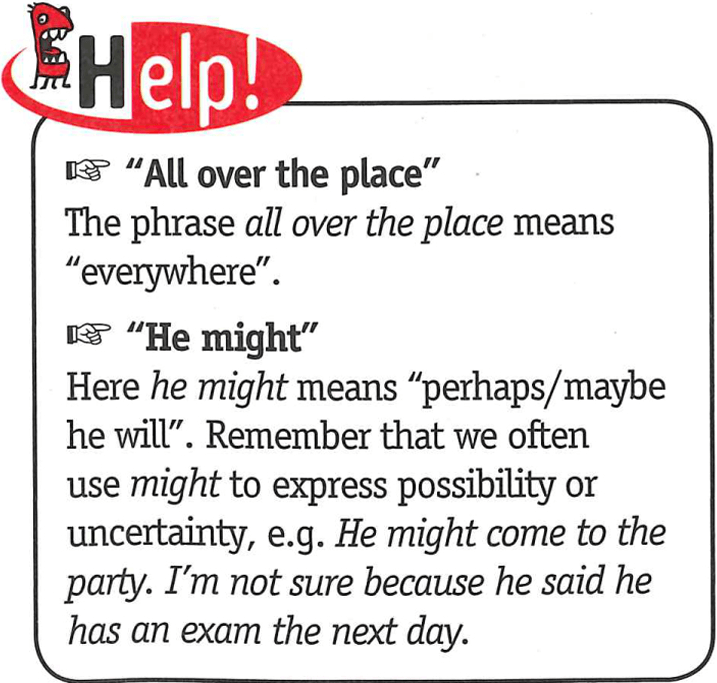 Help!
☞ “All over the place”
The phrase all over the place means
“everywhere”.
☞ “He might”
Here he might means “perhaps/maybe
he will”. Remember that we often
use might to express possibility or
uncertainty, e.g. He might come to the
party. I’m not sure because he said he
has an exam the next day.